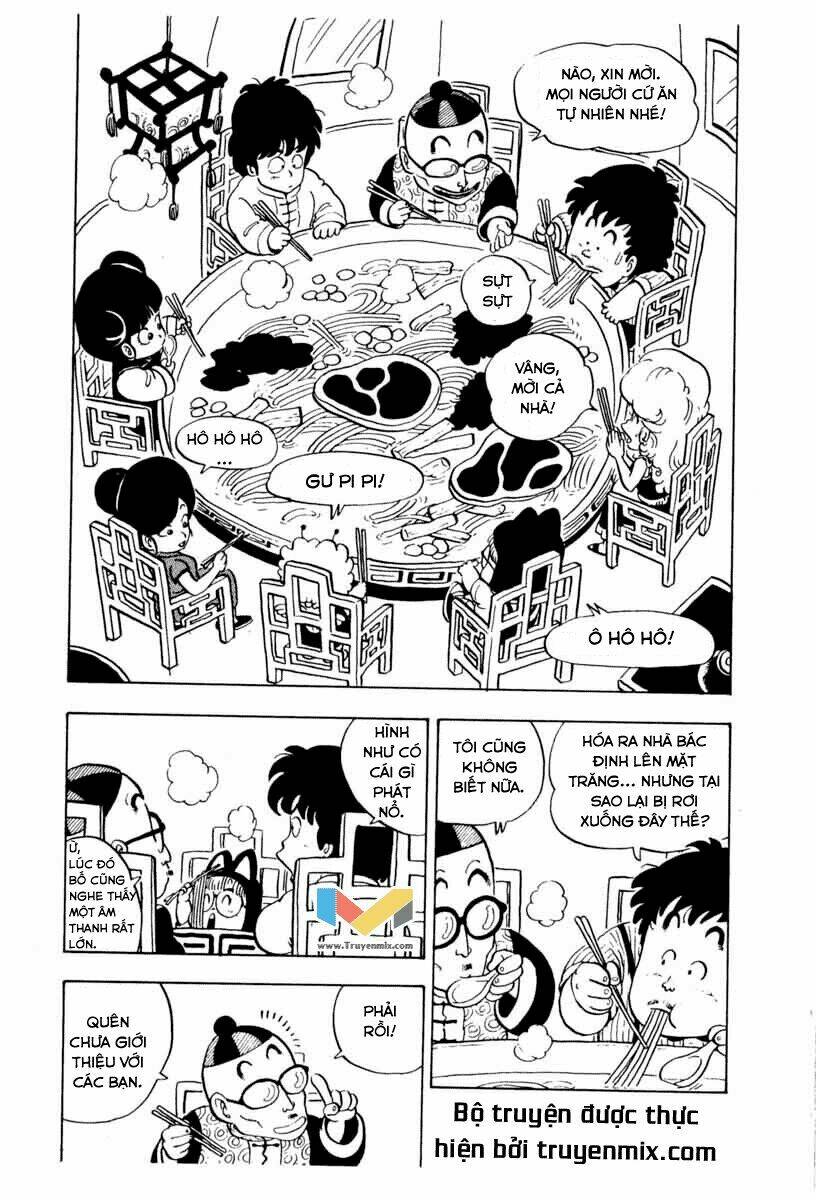 NÀO, XIN MỜI.
MỌI NGƯỜI CỨ ĂN
TỰ NHIÊN NHÉ!
SỰT
SỰT
VÂNG,
MỜI CẢ
NHÀ!
HÔ HÔ HÔ
...
GƯ PI PI!
Ô HÔ HÔ!
HÓA RA NHÀ BÁC
ĐỊNH LÊN MẶT
TRĂNG... NHƯNG TẠI
SAO LẠI BỊ RƠI
XUỐNG ĐÂY THẾ?
TÔI CŨNG
KHÔNG
BIẾT NỮA.
HÌNH
NHƯ CÓ
CÁI GÌ
PHÁT
NỔ.
Ừ,
LÚC ĐÓ
BỐ CŨNG
NGHE THẤY
MỘT ÂM
THANH RẤT
LỚN.
www.Truyenmix.com
PHẢI
RỒI!
QUÊN
CHƯA GIỚI
THIỆU VỚI
CÁC BẠN.
Bộ truyện được thực
hiện bởi truyenmix.com